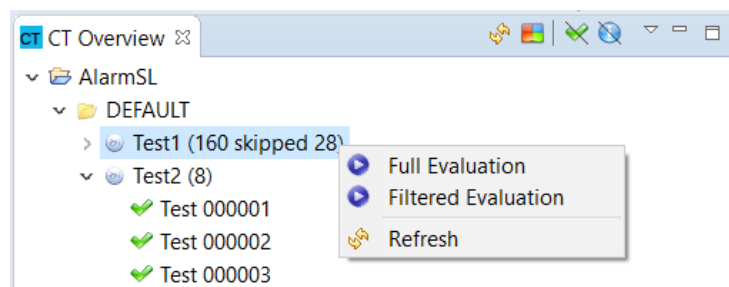 CT CT Overview
AlarmSL
DEFAULT
Test1 (160 skipped 28)
Full Evaluation
Test2 (8)
Filtered Evaluation
Test 000001
Test 000002
Refresh
Test 000003